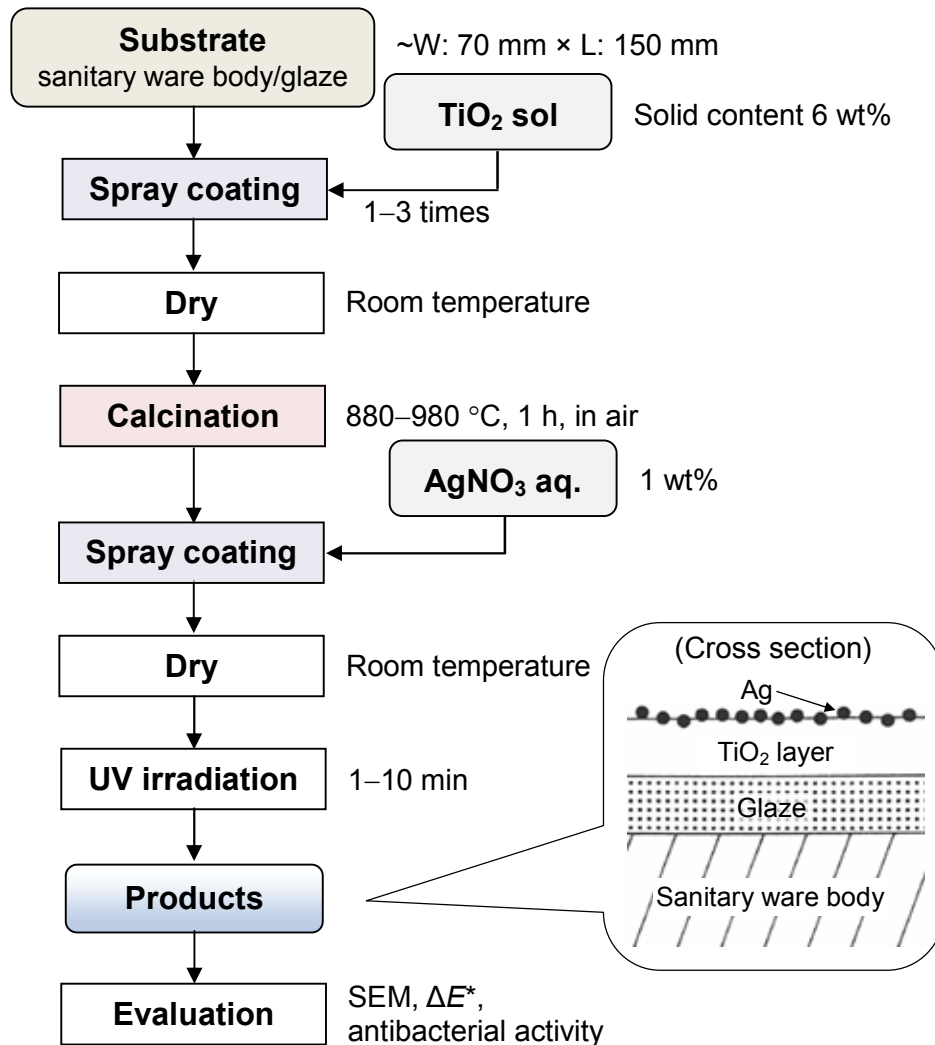 Substrate
sanitary ware body/glaze
~W: 70 mm × L: 150 mm
TiO₂ sol
Solid content 6 wt%
Spray coating
1–3 times
Dry
Room temperature
Calcination
880–980 °C, 1 h, in air
AgNO₃ aq.
1 wt%
Spray coating
Dry
Room temperature
UV irradiation
1–10 min
Products
(Cross section)
Ag
TiO₂ layer
Glaze
Sanitary ware body
Evaluation
SEM, ΔE*,
antibacterial activity